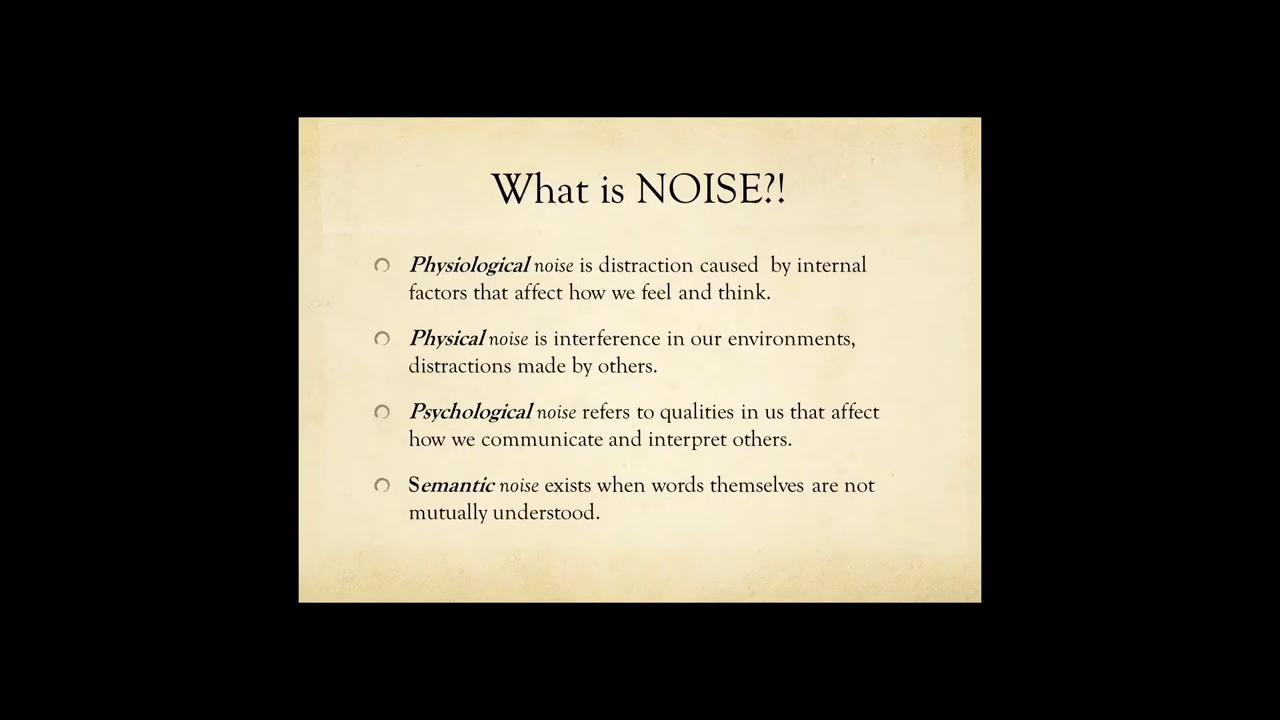 What is NOISE?!
Physiological noise is distraction caused  by internal
factors that affect how we feel and think.
Physical noise is interference in our environments,
distractions made by others.
Psychological noise refers to qualities in us that affect
how we communicate and interpret others.
Semantic noise exists when words themselves are not
mutually understood.